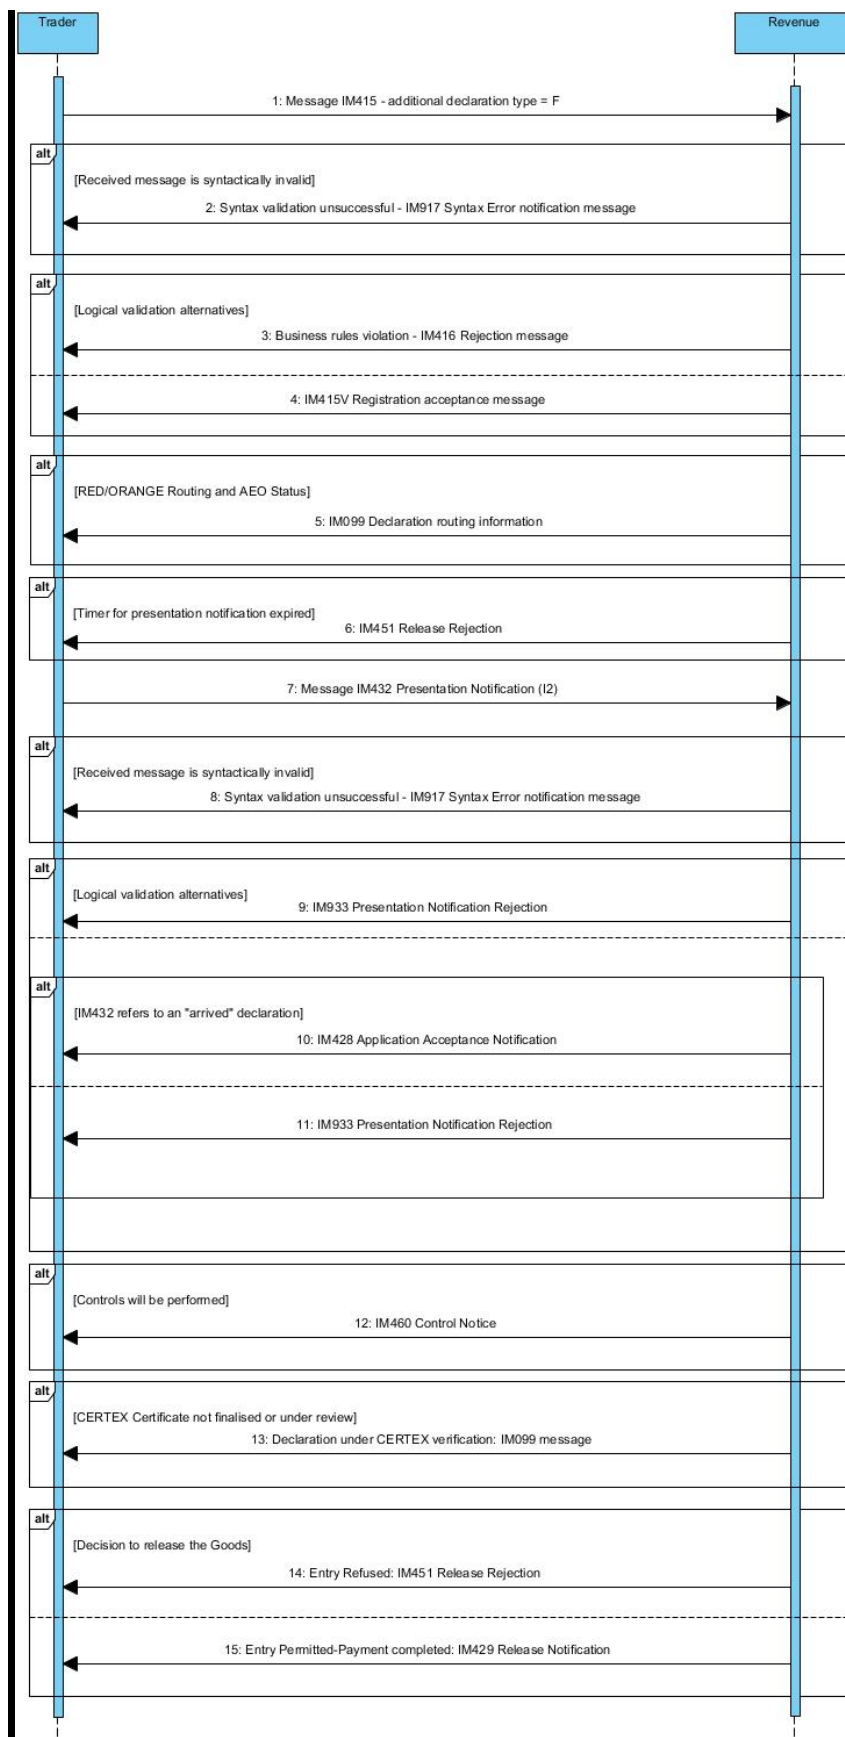 Trader
Revenue
1: Message IM415 - additional declaration type = F
alt
[Received message is syntactically invalid]
2: Syntax validation unsuccessful - IM917 Syntax Error notification message
alt
[Logical validation alternatives]
3: Business rules violation - IM416 Rejection message
4: IM415V Registration acceptance message
alt
[RED/ORANGE Routing and AEO Status]
5: IM099 Declaration routing information
alt
[Timer for presentation notification expired]
6: IM451 Release Rejection
7: Message IM432 Presentation Notification (I2)
alt
[Received message is syntactically invalid]
8: Syntax validation unsuccessful - IM917 Syntax Error notification message
alt
[Logical validation alternatives]
9: IM933 Presentation Notification Rejection
alt
[IM432 refers to an "arrived" declaration]
10: IM428 Application Acceptance Notification
11: IM933 Presentation Notification Rejection
alt
[Controls will be performed]
12: IM460 Control Notice
alt
[CERTEX Certificate not finalised or under review]
13: Declaration under CERTEX verification: IM099 message
alt
[Decision to release the Goods]
14: Entry Refused: IM451 Release Rejection
15: Entry Permitted-Payment completed: IM429 Release Notification